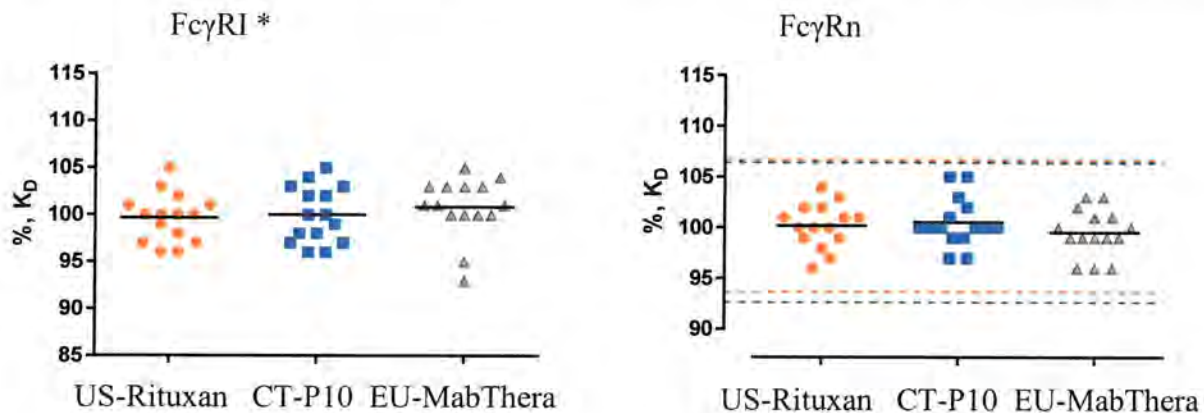 FcγRI *
%, K_D
115
110
105
100
95
90
85
US-Rituxan CT-P10 EU-MabThera
FcγRn
%, K_D
115
110
105
100
95
90
US-Rituxan CT-P10 EU-MabThera